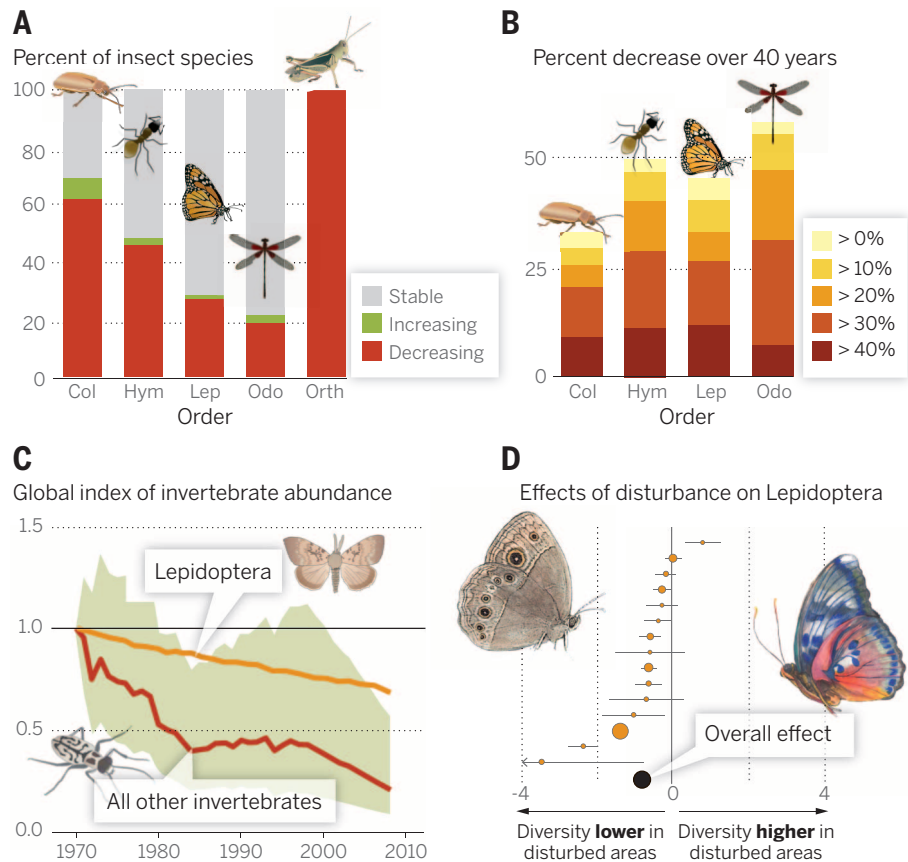 A
Percent of insect species
100
80
60
40
20
0
Col Hym Lep Odo Orth
Order
Stable
Increasing
Decreasing
B
Percent decrease over 40 years
50
25
0
Col Hym Lep Odo
Order
> 0%
> 10%
> 20%
> 30%
> 40%
C
Global index of invertebrate abundance
1.5
1.0
0.5
0.0
Lepidoptera
All other invertebrates
1970 1980 1990 2000 2010
D
Effects of disturbance on Lepidoptera
Overall effect
-4 0 4
Diversity lower in
disturbed areas
Diversity higher in
disturbed areas